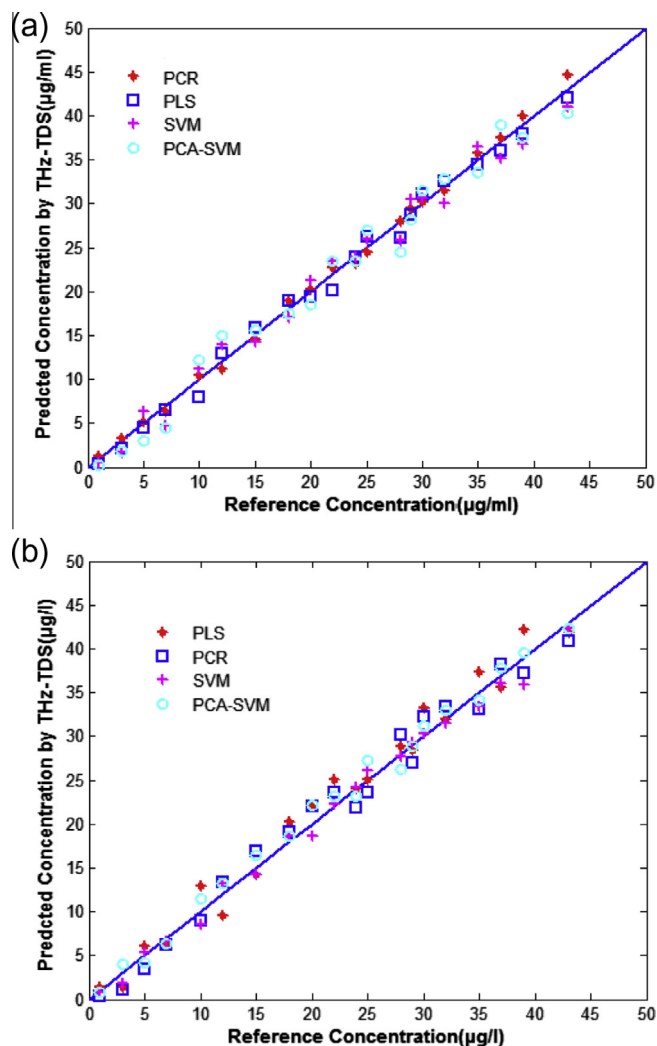 (a)
50
45
40
35
30
25
20
15
10
5
0
PCR
PLS
SVM
PCA-SVM
Predcted Concentration by THz-TDS(µg/ml)
0 5 10 15 20 25 30 35 40 45 50
Reference Concentration(µg/ml)
(b)
50
45
40
35
30
25
20
15
10
5
0
PLS
PCR
SVM
PCA-SVM
Predcted Concentration by THz-TDS(µg/l)
0 5 10 15 20 25 30 35 40 45 50
Reference Concentration(µg/l)